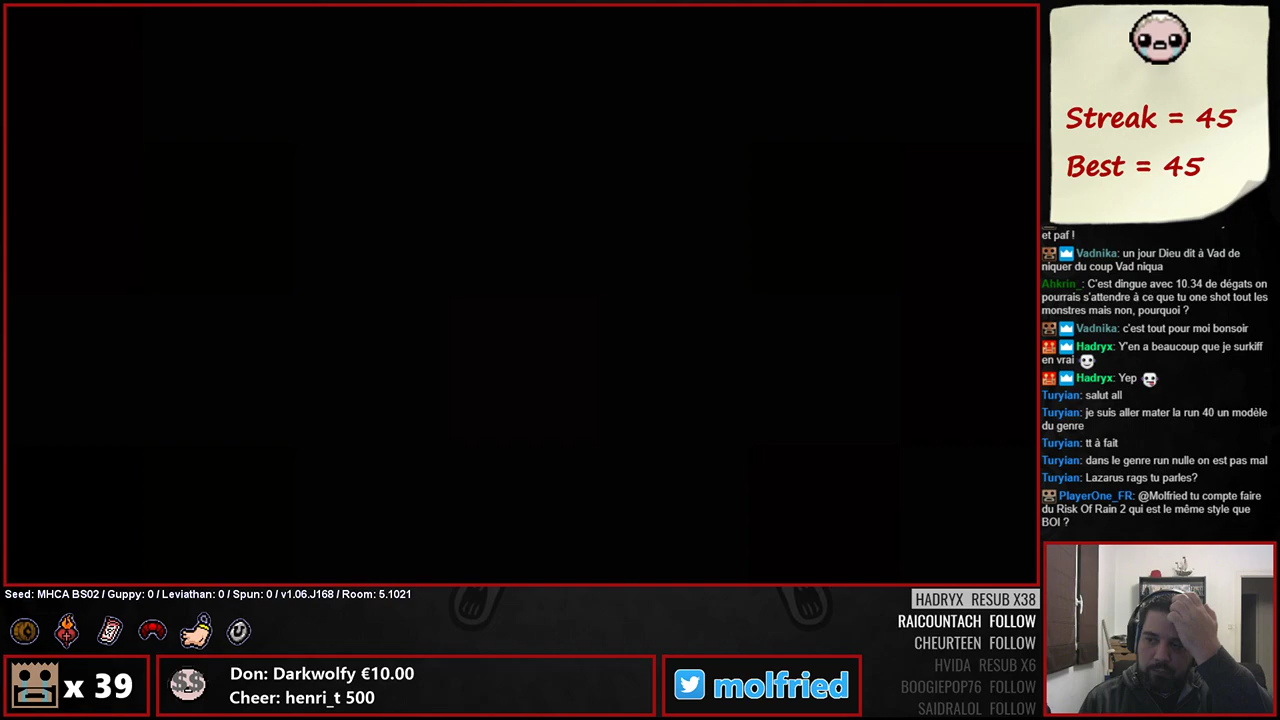 Streak = 45
Best = 45
et paf !
Vadnika: un jour Dieu dit à Vad de
niquer du coup Vad niqua
Ahkrin_: C'est dingue avec 10.34 de dégats on
pourrais s'attendre à ce que tu one shot tout les
monstres mais non, pourquoi ?
Vadnika: c'est tout pour moi bonsoir
Hadryx: Y'en a beaucoup que je surkiff
en vrai
Hadryx: Yep
Turyian: salut all
Turyian: je suis aller mater la run 40 un modèle
du genre
Turyian: tt à fait
Turyian: dans le genre run nulle on est pas mal
Turyian: Lazarus rags tu parles?
PlayerOne_FR: @Molfried tu compte faire
du Risk Of Rain 2 qui est le même style que
BOI ?
Seed: MHCA BS02 / Guppy: 0 / Leviathan: 0 / Spun: 0 / v1.06.J168 / Room: 5.1021
HADRYX RESUB X38
RAICOUNTACH FOLLOW
CHEURTEEN FOLLOW
HVIDA RESUB X6
BOOGIEPOP76 FOLLOW
SAIDRALOL FOLLOW
x 39
$$
Don: Darkwolfy €10.00
Cheer: henri_t 500
molfried